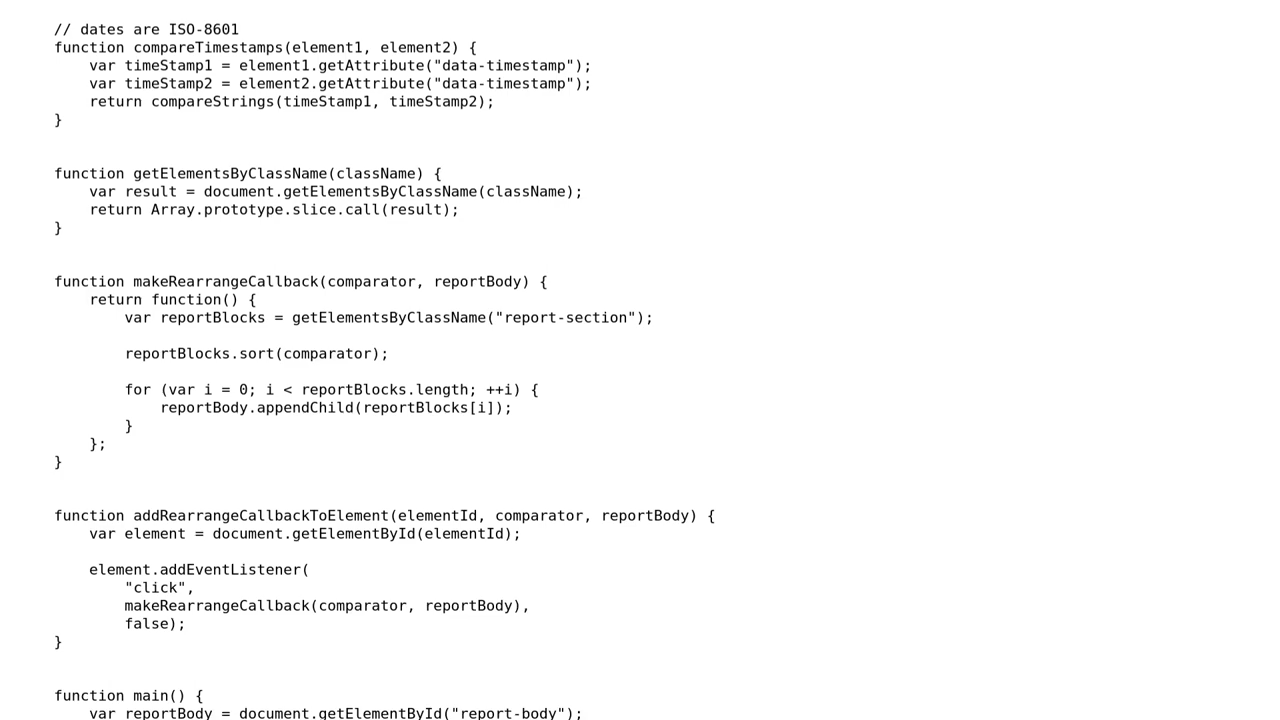 // dates are ISO-8601
function compareTimestamps(element1, element2) {
    var timeStamp1 = element1.getAttribute("data-timestamp");
    var timeStamp2 = element2.getAttribute("data-timestamp");
    return compareStrings(timeStamp1, timeStamp2);
}


function getElementsByClassName(className) {
    var result = document.getElementsByClassName(className);
    return Array.prototype.slice.call(result);
}


function makeRearrangeCallback(comparator, reportBody) {
    return function() {
        var reportBlocks = getElementsByClassName("report-section");

        reportBlocks.sort(comparator);

        for (var i = 0; i < reportBlocks.length; ++i) {
            reportBody.appendChild(reportBlocks[i]);
        }
    };
}


function addRearrangeCallbackToElement(elementId, comparator, reportBody) {
    var element = document.getElementById(elementId);

    element.addEventListener(
        "click",
        makeRearrangeCallback(comparator, reportBody),
        false);
}


function main() {
    var reportBody = document.getElementById("report-body");